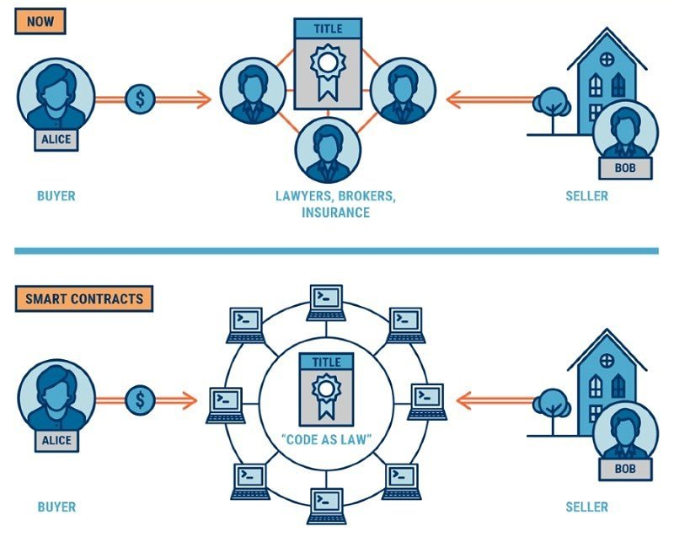 NOW
TITLE
$
ALICE
BOB
BUYER
LAWYERS, BROKERS,
INSURANCE
SELLER
SMART CONTRACTS
>_
>_
>_
TITLE
$
>_
>_
ALICE
"CODE AS LAW"
BOB
>_
>_
>_
BUYER
SELLER